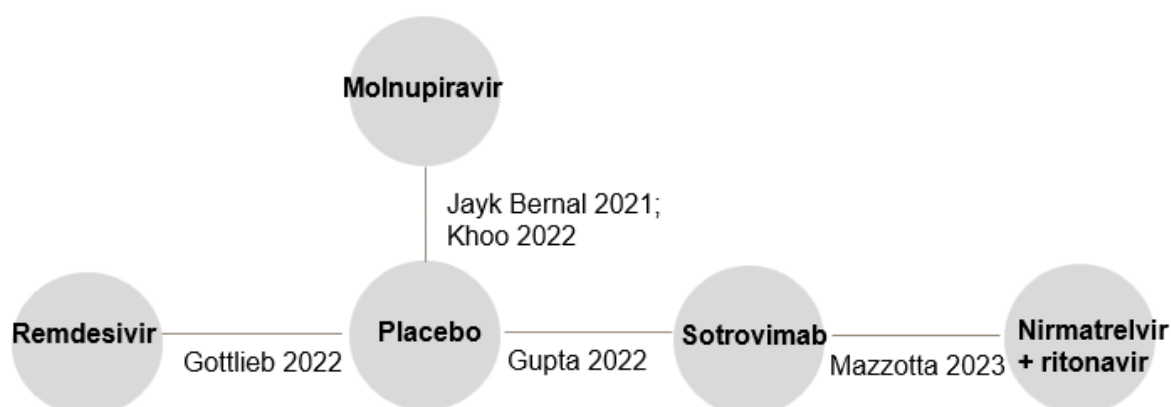 Molnupiravir
Jayk Bernal 2021;
Khoo 2022
Remdesivir
Gottlieb 2022
Placebo
Gupta 2022
Sotrovimab
Mazzotta 2023
Nirmatrelvir
+ ritonavir